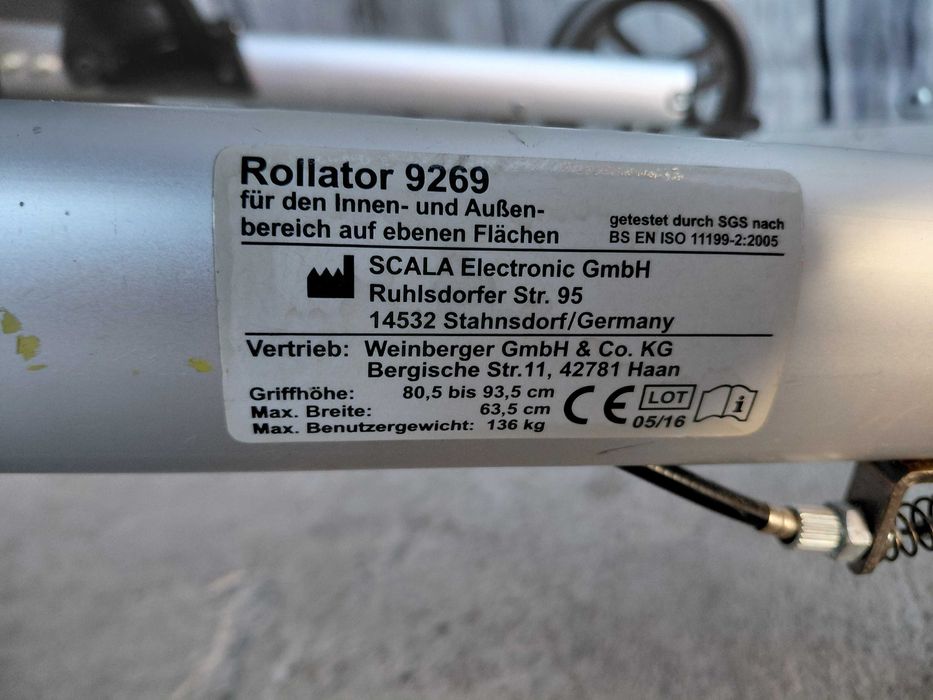 Rollator 9269
für den Innen- und Außen-
bereich auf ebenen Flächen
getestet durch SGS nach
BS EN ISO 11199-2:2005
SCALA Electronic GmbH
Ruhlsdorfer Str. 95
14532 Stahnsdorf/Germany
Vertrieb: Weinberger GmbH & Co. KG
Bergische Str.11, 42781 Haan
Griffhöhe: 80,5 bis 93,5 cm
Max. Breite: 63,5 cm
Max. Benutzergewicht: 136 kg
CE
LOT
05/16
i